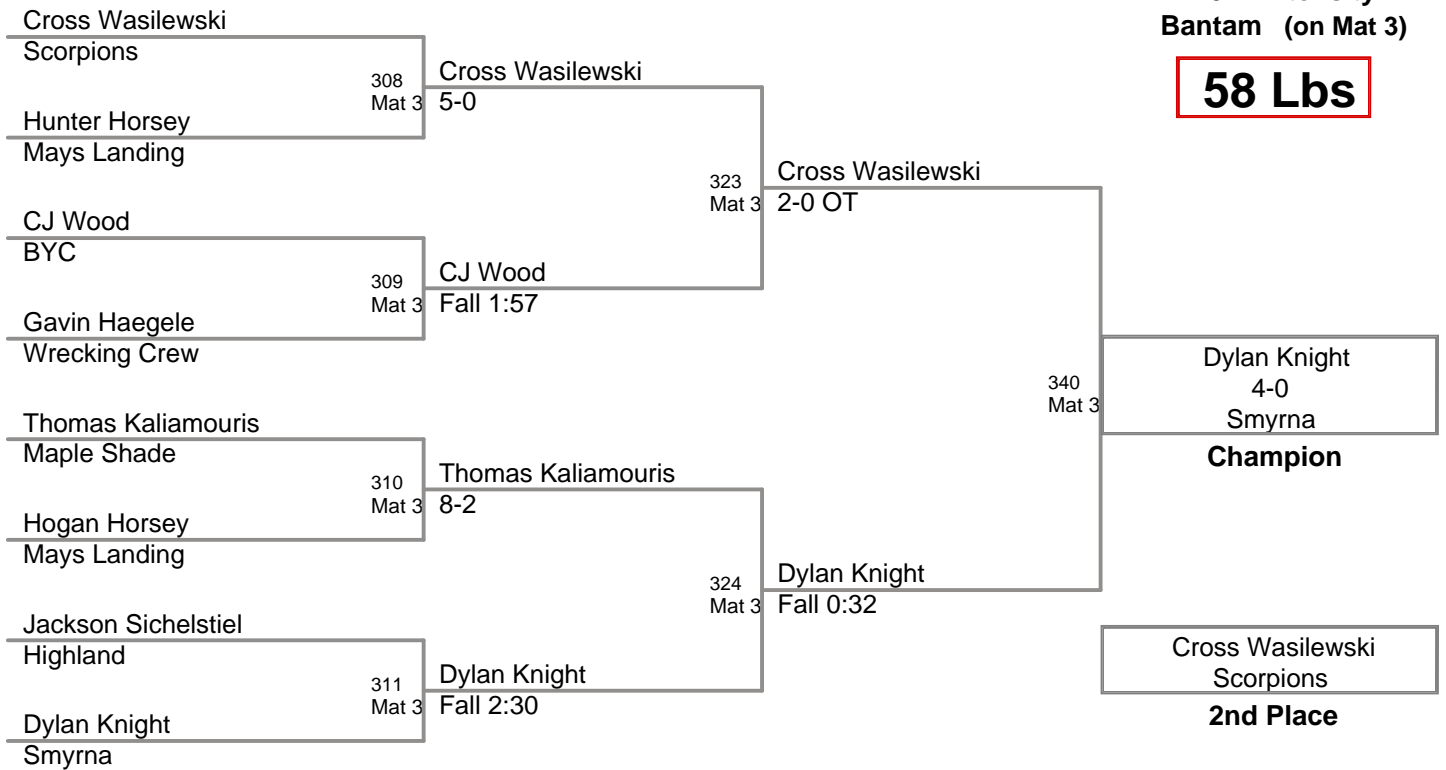 Bantam (on Mat 3)
58 Lbs
Cross Wasilewski
Scorpions
308
Mat 3
Cross Wasilewski
5-0
Hunter Horsey
Mays Landing
323
Mat 3
Cross Wasilewski
2-0 OT
CJ Wood
BYC
309
Mat 3
CJ Wood
Fall 1:57
Gavin Haegele
Wrecking Crew
340
Mat 3
Dylan Knight
4-0
Smyrna
Champion
Thomas Kaliamouris
Maple Shade
310
Mat 3
Thomas Kaliamouris
8-2
Hogan Horsey
Mays Landing
324
Mat 3
Dylan Knight
Fall 0:32
Jackson Sichelstiel
Highland
311
Mat 3
Dylan Knight
Fall 2:30
Dylan Knight
Smyrna
Cross Wasilewski
Scorpions
2nd Place